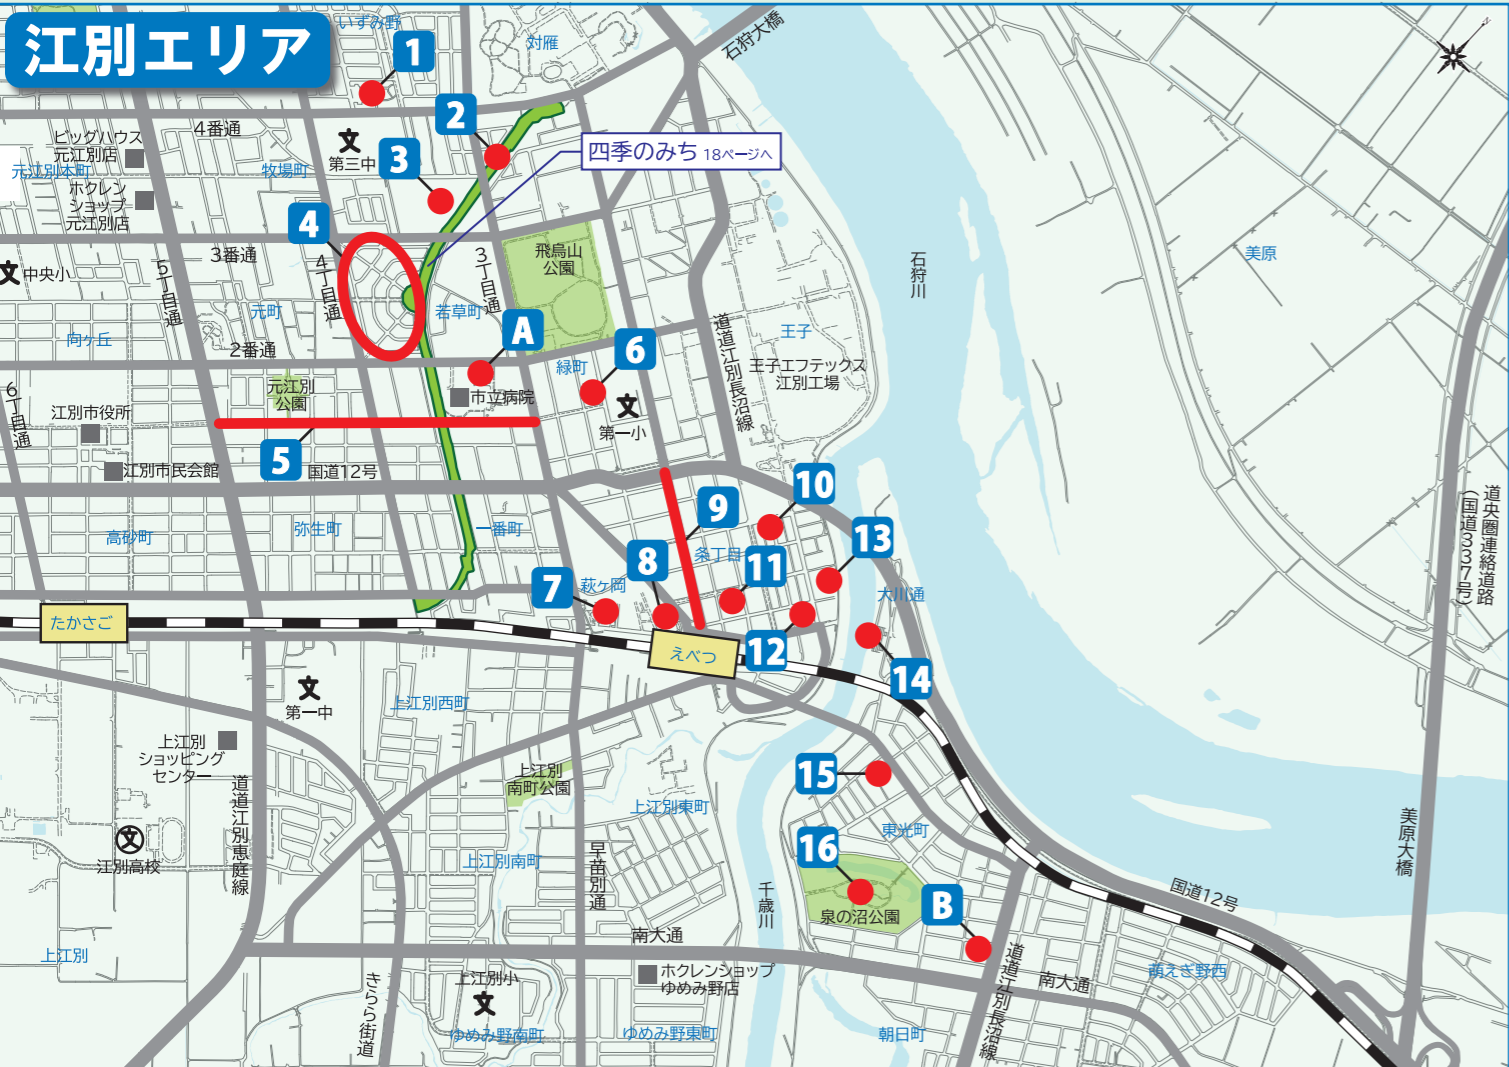 江別エリア
いずみ野
1
対雁
石狩大橋
4番通
2
ビッグハウス
元江別店
元江別本町
牧場町
第三中
3
四季のみち 18ページへ
ホクレン
ショップ
元江別店
4
3番通
中央小
5丁目通
4丁目通
3丁目通
飛鳥山
公園
石狩川
美原
元町
若草町
A
向ヶ丘
2番通
6
緑町
道道江別長沼線
王子
王子エフテックス
江別工場
6丁目通
元江別
公園
市立病院
江別市役所
第一小
5
国道12号
江別市民会館
9
10
道央圏連絡道路
(国道337号)
高砂町
弥生町
一番町
条丁目
13
8
11
7
萩ヶ岡
大川通
たかさご
えべつ
12
14
第一中
上江別西町
上江別
ショッピング
センター
道道江別恵庭線
上江別
南町公園
15
上江別東町
東光町
美原大橋
江別高校
上江別南町
早苗別通
16
千歳川
泉の沼公園
B
国道12号
上江別
南大通
上江別小
ホクレンショップ
ゆめみ野店
きらら街道
道道江別長沼線
南大通
萌えぎ野西
ゆめみ野南町
ゆめみ野東町
朝日町